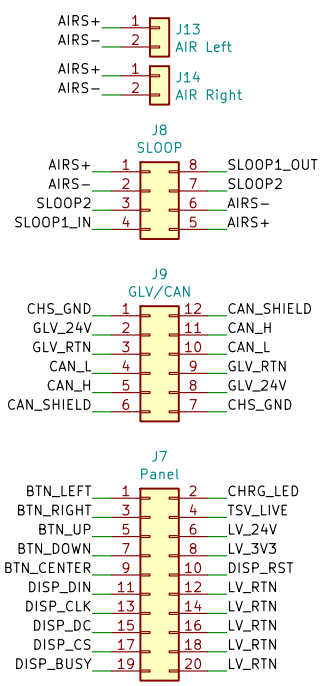 AIRS+ 1 J13
AIRS- 2 AIR Left
AIRS+ 1 J14
AIRS- 2 AIR Right
J8
SLOOP
AIRS+ 1 8 SLOOP1_OUT
AIRS- 2 7 SLOOP2
SLOOP2 3 6 AIRS-
SLOOP1_IN 4 5 AIRS+
J9
GLV/CAN
CHS_GND 1 12 CAN_SHIELD
GLV_24V 2 11 CAN_H
GLV_RTN 3 10 CAN_L
CAN_L 4 9 GLV_RTN
CAN_H 5 8 GLV_24V
CAN_SHIELD 6 7 CHS_GND
J7
Panel
BTN_LEFT 1 2 CHRG_LED
BTN_RIGHT 3 4 TSV_LIVE
BTN_UP 5 6 LV_24V
BTN_DOWN 7 8 LV_3V3
BTN_CENTER 9 10 DISP_RST
DISP_DIN 11 12 LV_RTN
DISP_CLK 13 14 LV_RTN
DISP_DC 15 16 LV_RTN
DISP_CS 17 18 LV_RTN
DISP_BUSY 19 20 LV_RTN